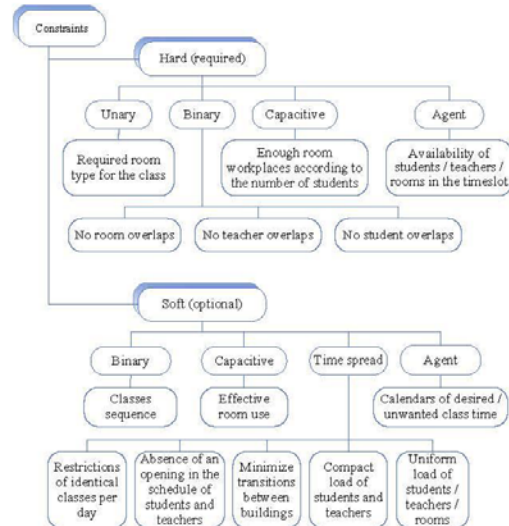 Constraints
Hard (required)
Unary
Binary
Capacitive
Agent
Required room
type for the class
Enough room
workplaces according to
the number of students
Availability of
students / teachers /
rooms in the timeslot
No room overlaps
No teacher overlaps
No student overlaps
Soft (optional)
Binary
Capacitive
Time spread
Agent
Classes
sequence
Effective
room use
Calendars of desired /
unwanted class time
Restrictions
of identical
classes per
day
Absence of an
opening in the
schedule of
students and
teachers
Minimize
transitions
between
buildings
Compact
load of
students and
teachers
Uniform
load of
students /
teachers /
rooms